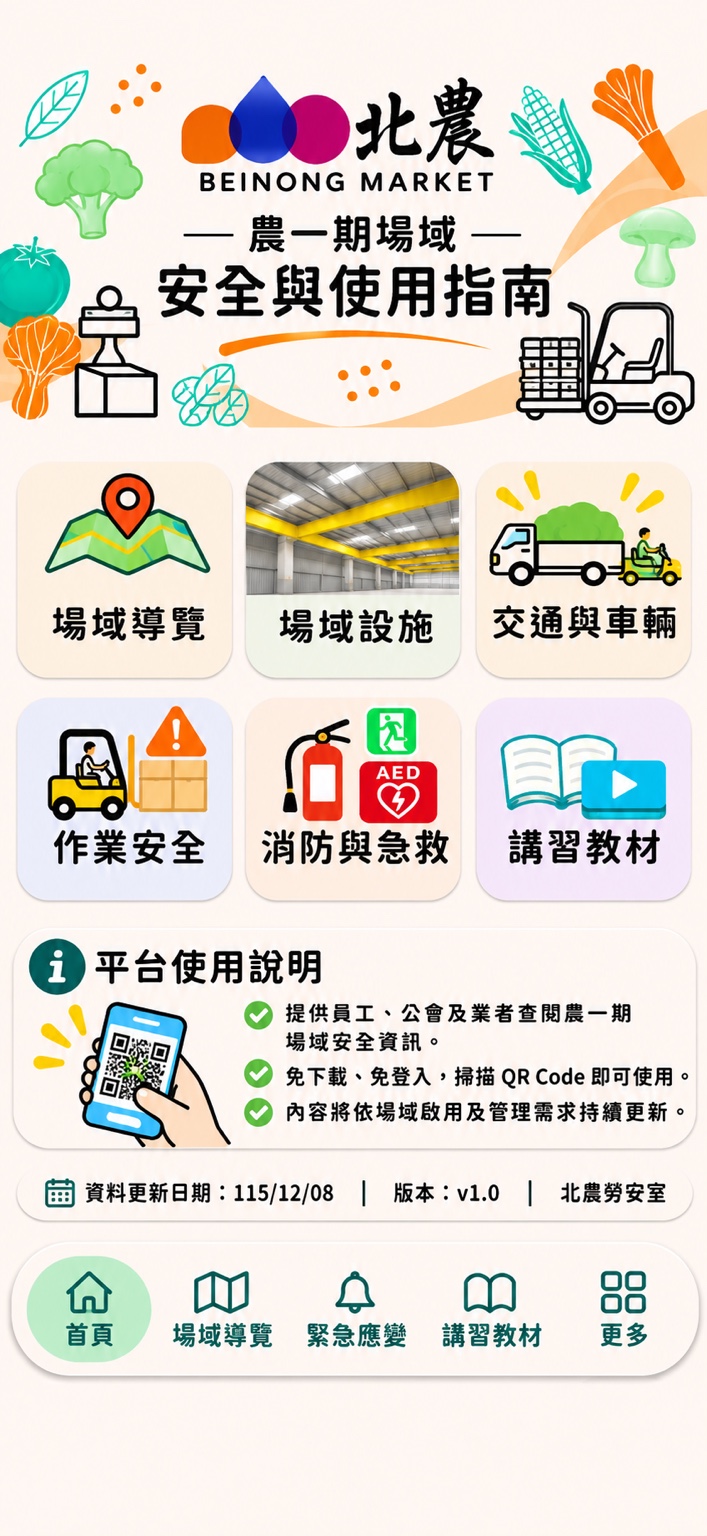 北農
BEINONG MARKET
農一期場域
安全與使用指南
場域導覽
場域設施
交通與車輛
作業安全
AED
消防與急救
講習教材
i 平台使用說明
提供員工、公會及業者查閱農一期
場域安全資訊。
免下載、免登入，掃描 QR Code 即可使用。
內容將依場域啟用及管理需求持續更新。
資料更新日期：115/12/08 | 版本：v1.0 | 北農勞安室
首頁
場域導覽
緊急應變
講習教材
更多